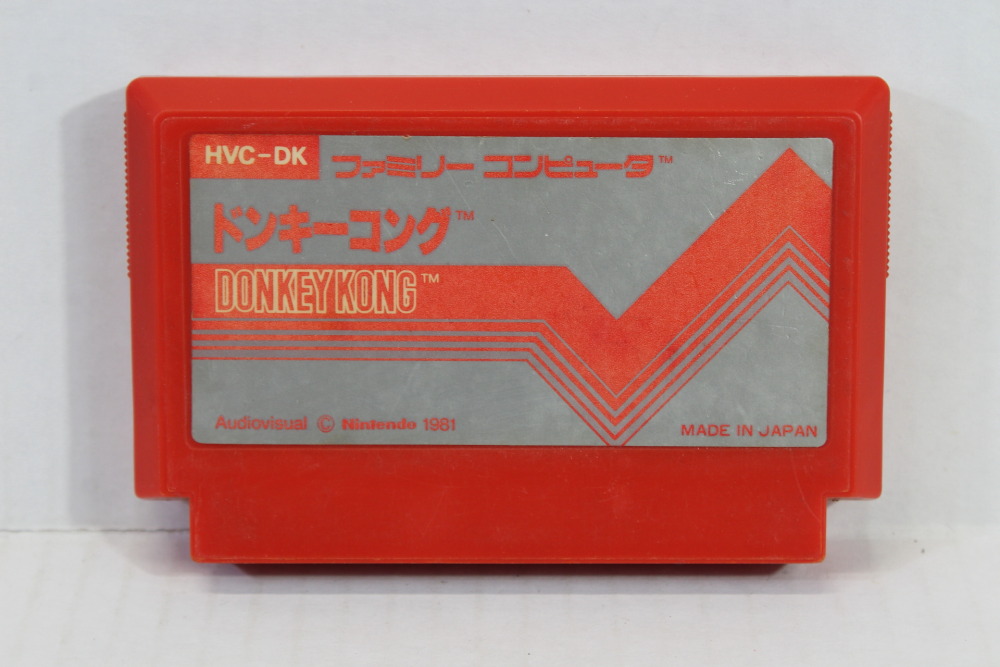 HVC-DK ファミリー コンピュータ™
ドンキーコング™
DONKEY KONG™
Audiovisual © Nintendo 1981
MADE IN JAPAN